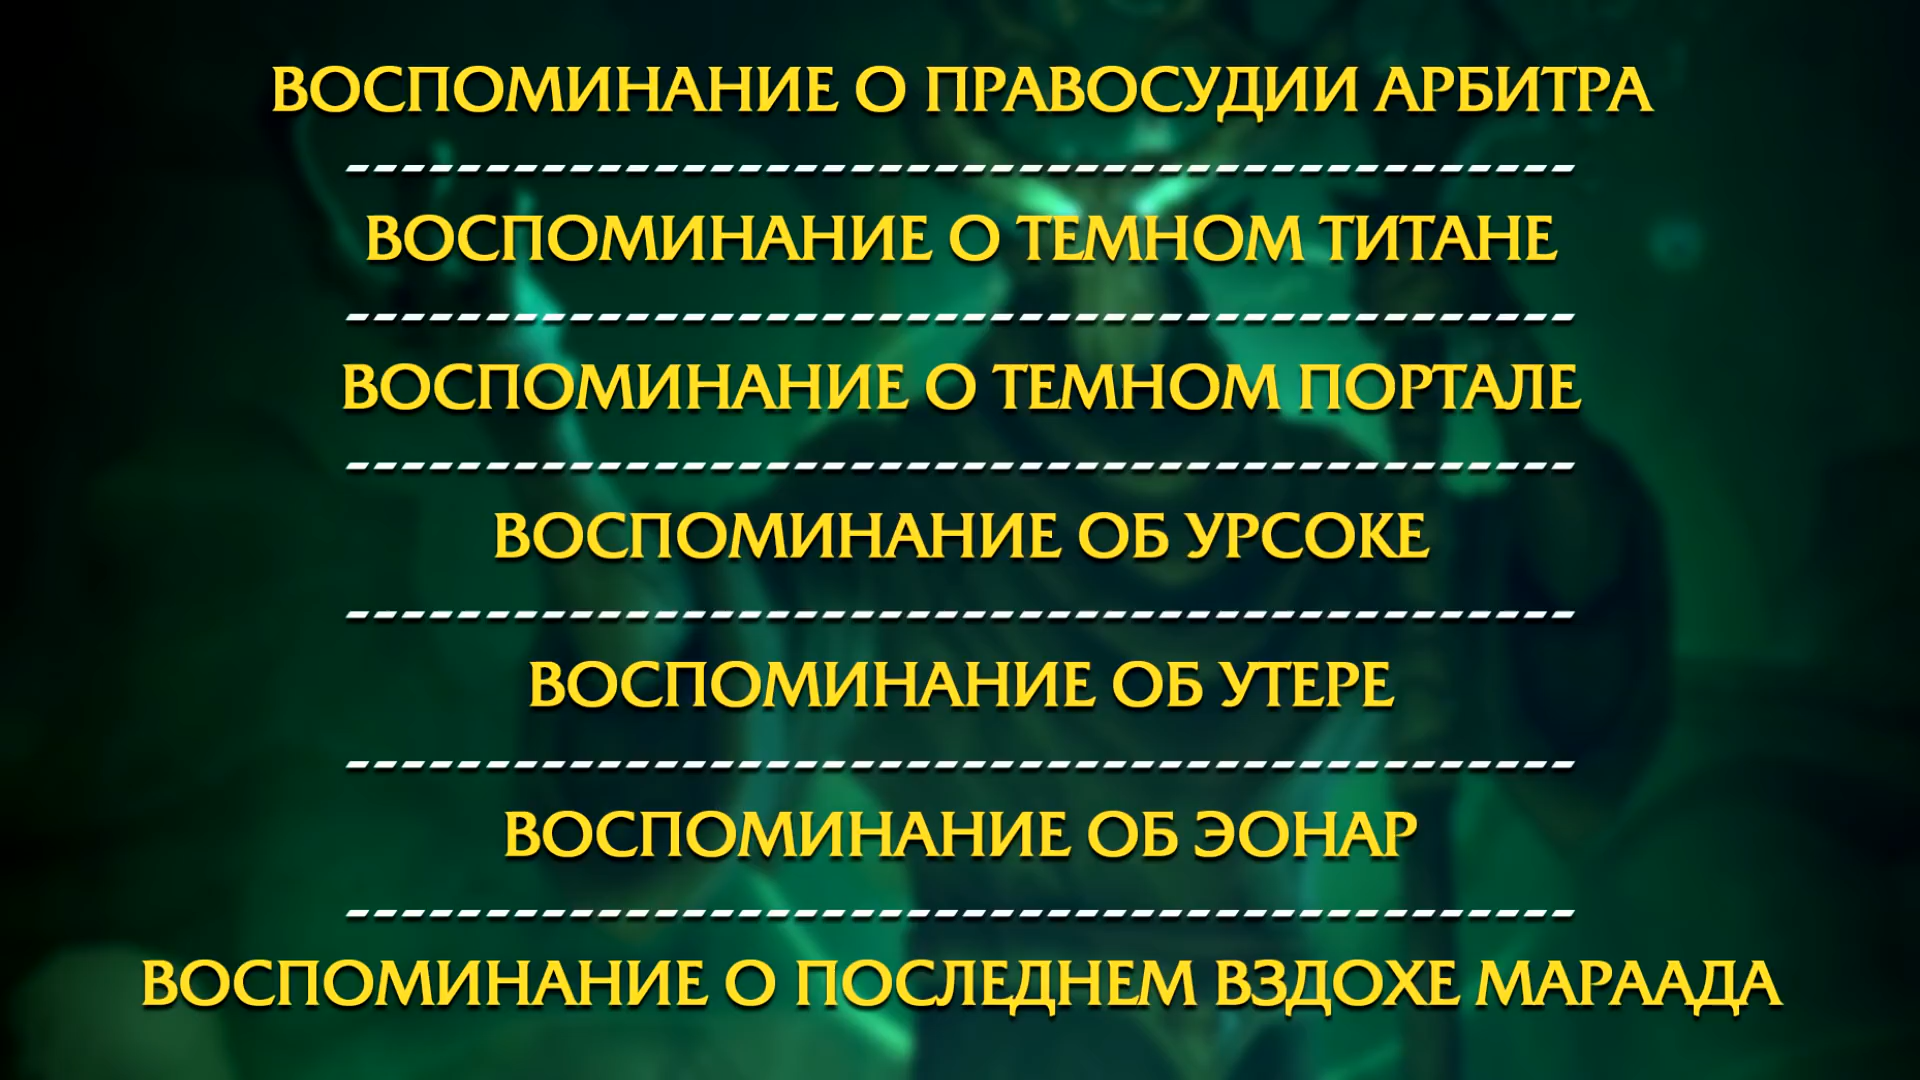 ВОСПОМИНАНИЕ О ПРАВОСУДИИ АРБИТРА
--------------------------------------------
ВОСПОМИНАНИЕ О ТЕМНОМ ТИТАНЕ
--------------------------------------------
ВОСПОМИНАНИЕ О ТЕМНОМ ПОРТАЛЕ
--------------------------------------------
ВОСПОМИНАНИЕ ОБ УРСОКЕ
--------------------------------------------
ВОСПОМИНАНИЕ ОБ УТЕРЕ
--------------------------------------------
ВОСПОМИНАНИЕ ОБ ЭОНАР
--------------------------------------------
ВОСПОМИНАНИЕ О ПОСЛЕДНЕМ ВЗДОХЕ МАРААДА